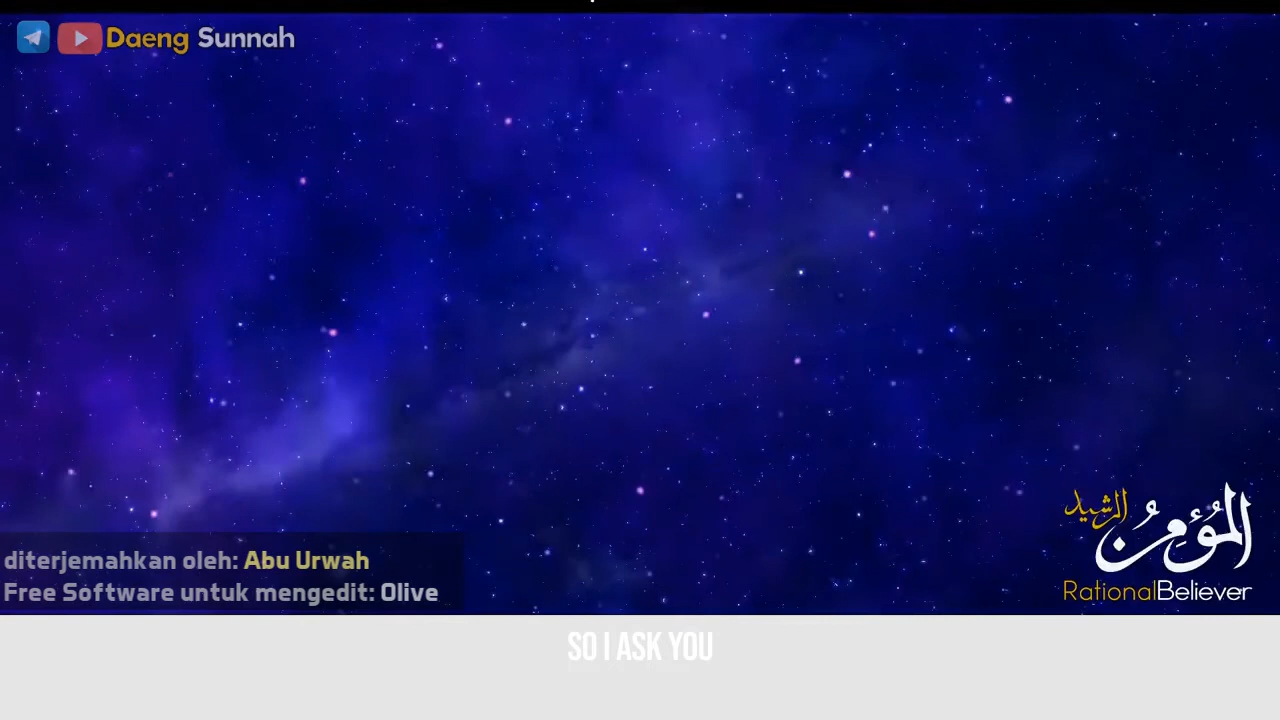 Daeng Sunnah
الرشيد
المؤمن
RationalBeliever
diterjemahkan oleh: Abu Urwah
Free Software untuk mengedit: Olive
SO I ASK YOU